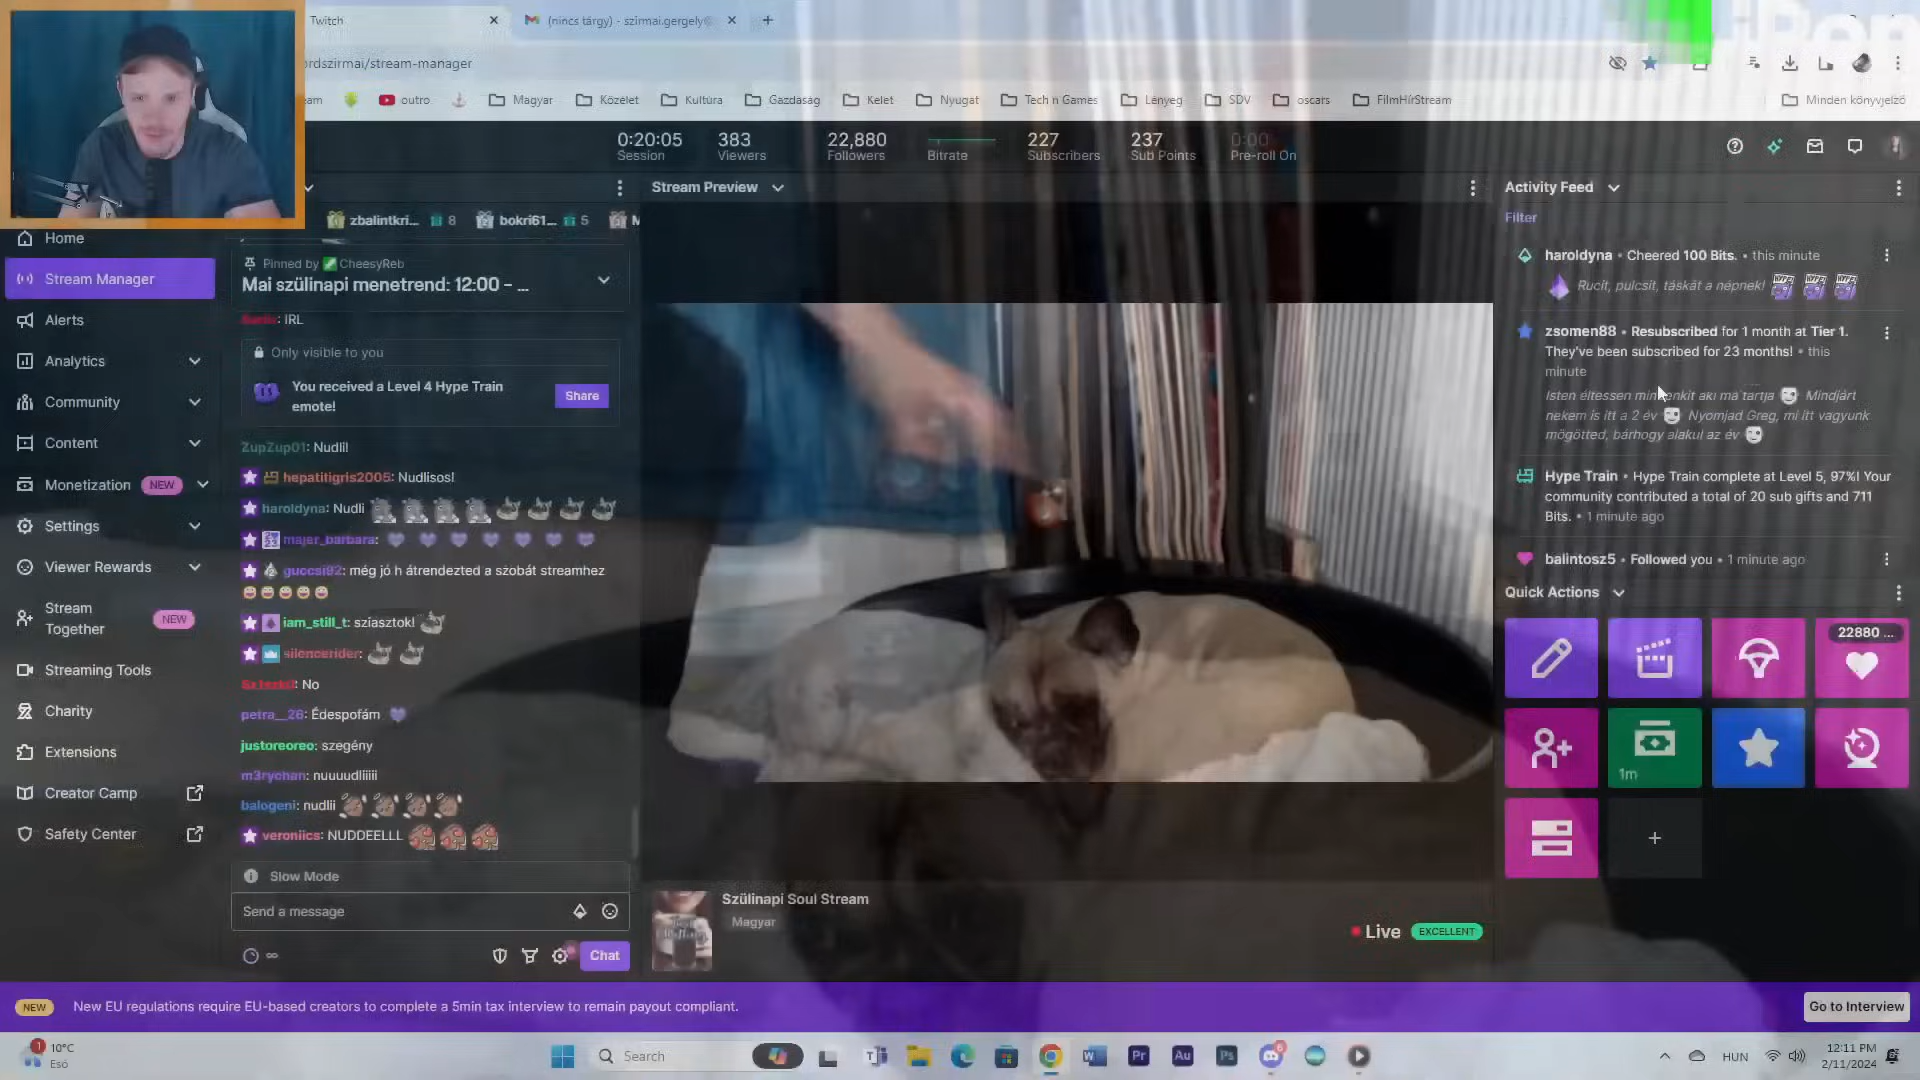 Twitch
(nincs tárgy) - szirmai.gergely@
ordszirmai/stream-manager
outro
Magyar
Közélet
Kultúra
Gazdaság
Kelet
Nyugat
Tech n Games
Lényeg
SDV
oscars
FilmHírStream
Minden könyvjelző
0:20:05
Session
383
Viewers
22,880
Followers
Bitrate
227
Subscribers
237
Sub Points
0:00
Pre-roll On
Home
Stream Manager
Alerts
Analytics
Community
Content
Monetization NEW
Settings
Viewer Rewards
Stream Together NEW
Streaming Tools
Charity
Extensions
Creator Camp
Safety Center
zbalintkri... 8 bokri61... 5
Pinned by CheesyReb
Mai szülinapi menetrend: 12:00 - ...
: IRL
Only visible to you
You received a Level 4 Hype Train
emote!
Share
ZupZup01: Nudli!
hepatitigris2005: Nudlisos!
haroldyna: Nudli
majer_barbara:
guccsi92: még jó h átrendezted a szobát streamhez
iam_still_t: sziasztok!
silencerider:
: No
petra__26: Édespofám
justoreoreo: szegény
m3rychan: nuuuudliiiii
balogeni: nudlii
veroniics: NUDDEELLL
Slow Mode
Send a message
Chat
Stream Preview
Szülinapi Soul Stream
Magyar
Live EXCELLENT
Activity Feed
Filter
haroldyna • Cheered 100 Bits. • this minute
Rucit, pulcsit, táskát a népnek!
zsomen88 • Resubscribed for 1 month at Tier 1.
They've been subscribed for 23 months! • this
minute
Isten éltessen mindenkit aki ma tartja Mindjárt
nekem is itt a 2 év Nyomjad Greg, mi itt vagyunk
mögötted, bárhogy alakul az év
Hype Train • Hype Train complete at Level 5, 97%! Your
community contributed a total of 20 sub gifts and 711
Bits. • 1 minute ago
balintosz5 • Followed you • 1 minute ago
Quick Actions
22880 ...
1m
NEW New EU regulations require EU-based creators to complete a 5min tax interview to remain payout compliant.
Go to Interview
1
10°C
Eső
Search
HUN
12:11 PM
2/11/2024